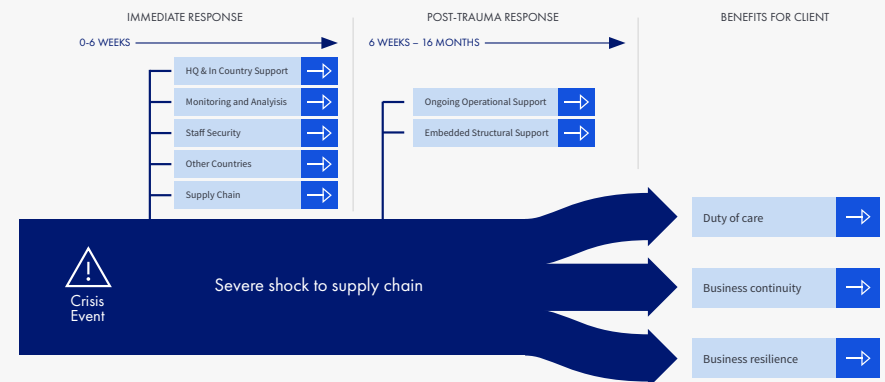 IMMEDIATE RESPONSE
POST-TRAUMA RESPONSE
BENEFITS FOR CLIENT
0-6 WEEKS
6 WEEKS – 16 MONTHS
HQ & In Country Support
Monitoring and Analyisis
Staff Security
Other Countries
Supply Chain
Ongoing Operational Support
Embedded Structural Support
Crisis
Event
Severe shock to supply chain
Duty of care
Business continuity
Business resilience